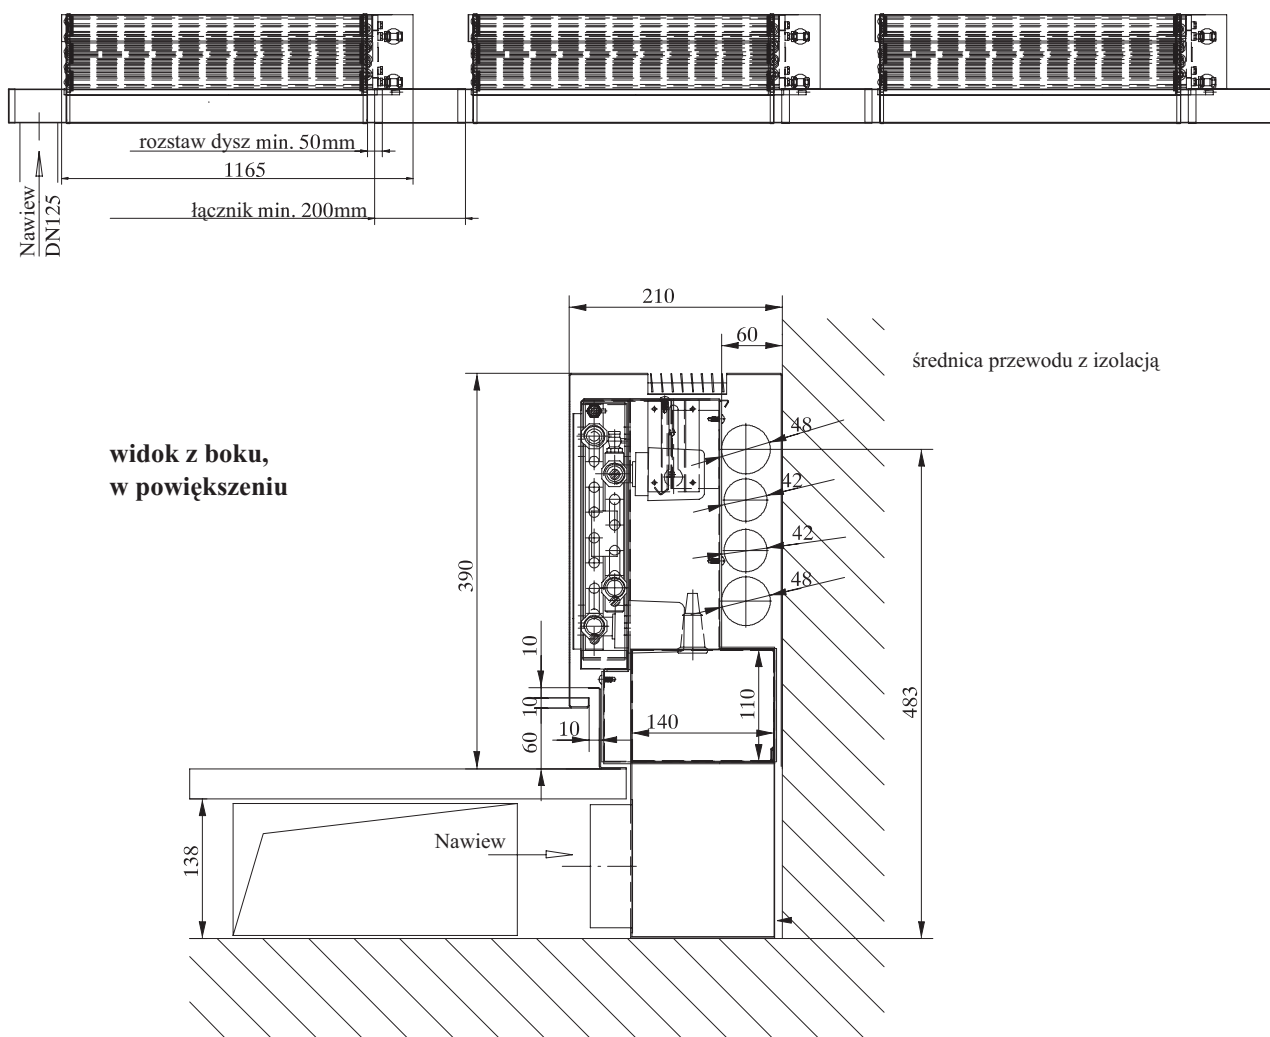 rozstaw dysz min. 50mm
1165
łącznik min. 200mm
Nawiew
DN125
210
60
średnica przewodu z izolacją
widok z boku,
w powiększeniu
48
42
42
48
390
10
10
10
60
140
110
483
Nawiew
138